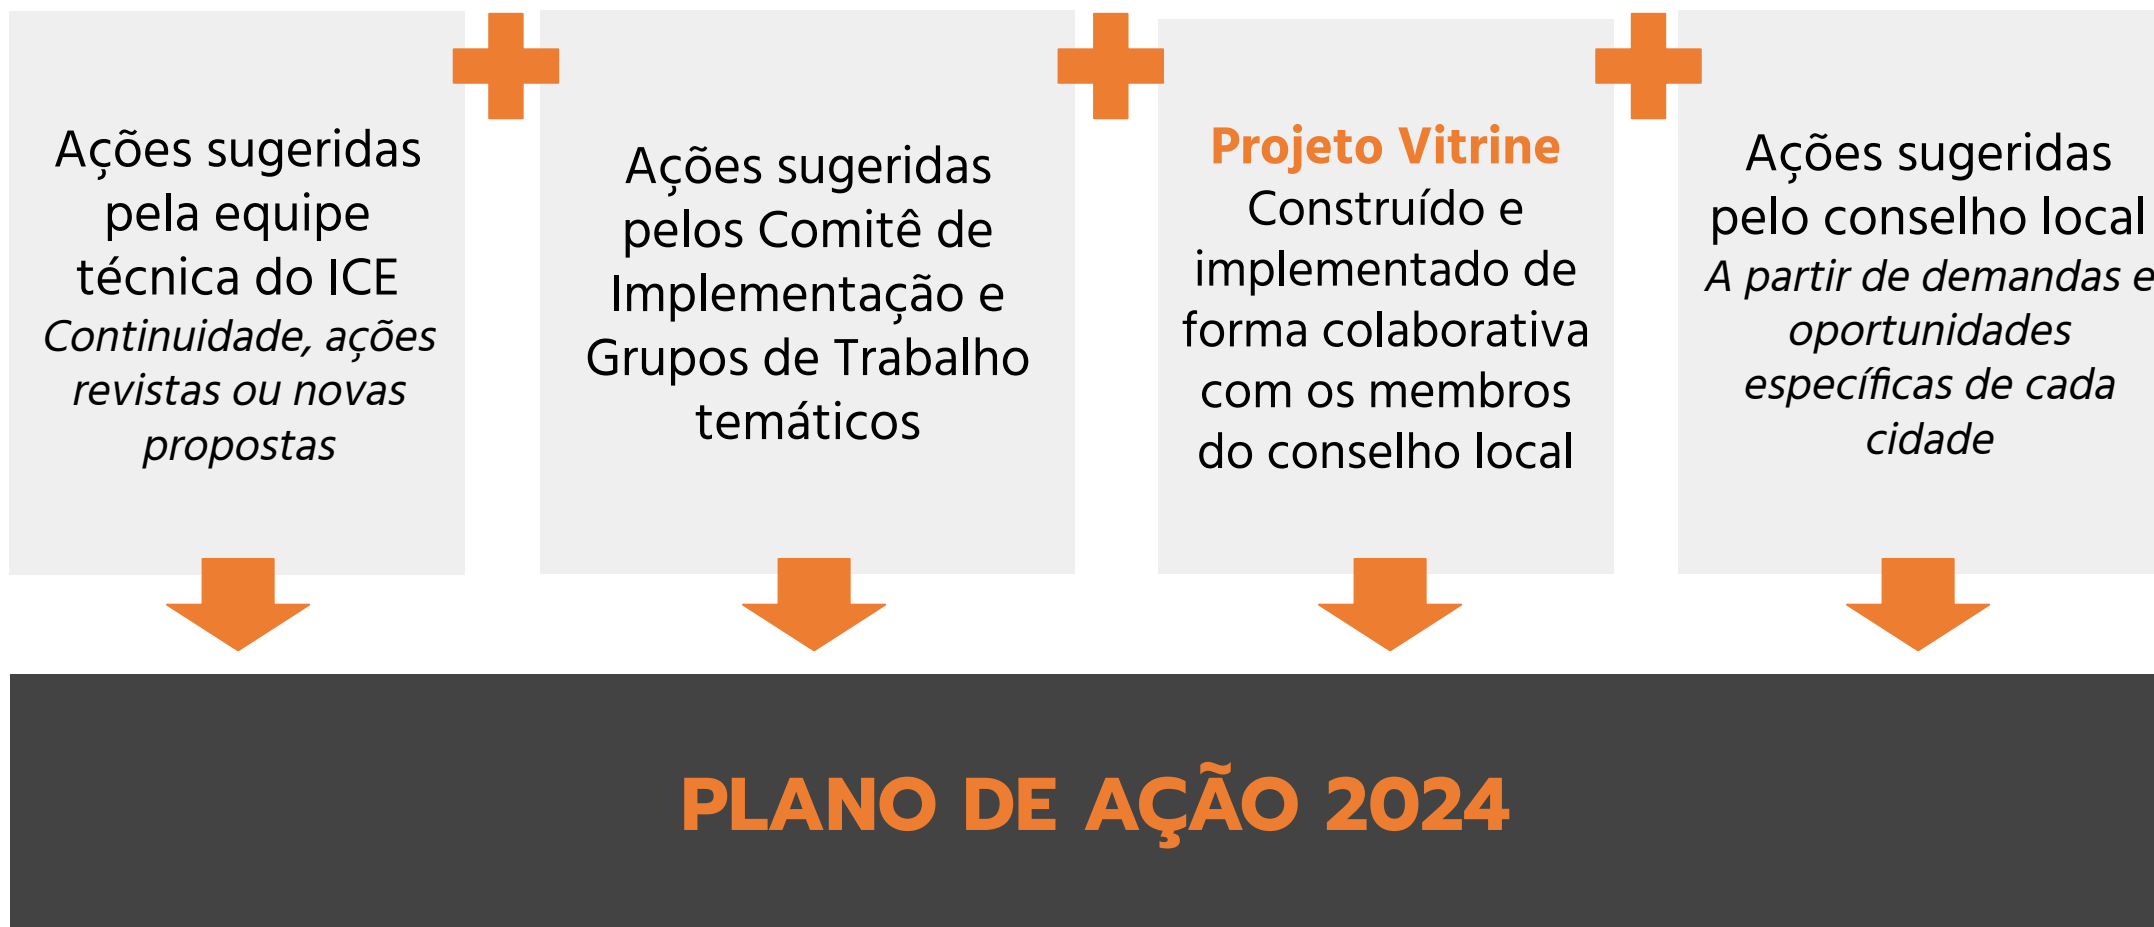 Ações sugeridas
pela equipe
técnica do ICE
Continuidade, ações
revistas ou novas
propostas
Ações sugeridas
pelos Comitê de
Implementação e
Grupos de Trabalho
temáticos
Projeto Vitrine
Construído e
implementado de
forma colaborativa
com os membros
do conselho local
Ações sugeridas
pelo conselho local
A partir de demandas e
oportunidades
específicas de cada
cidade
PLANO DE AÇÃO 2024